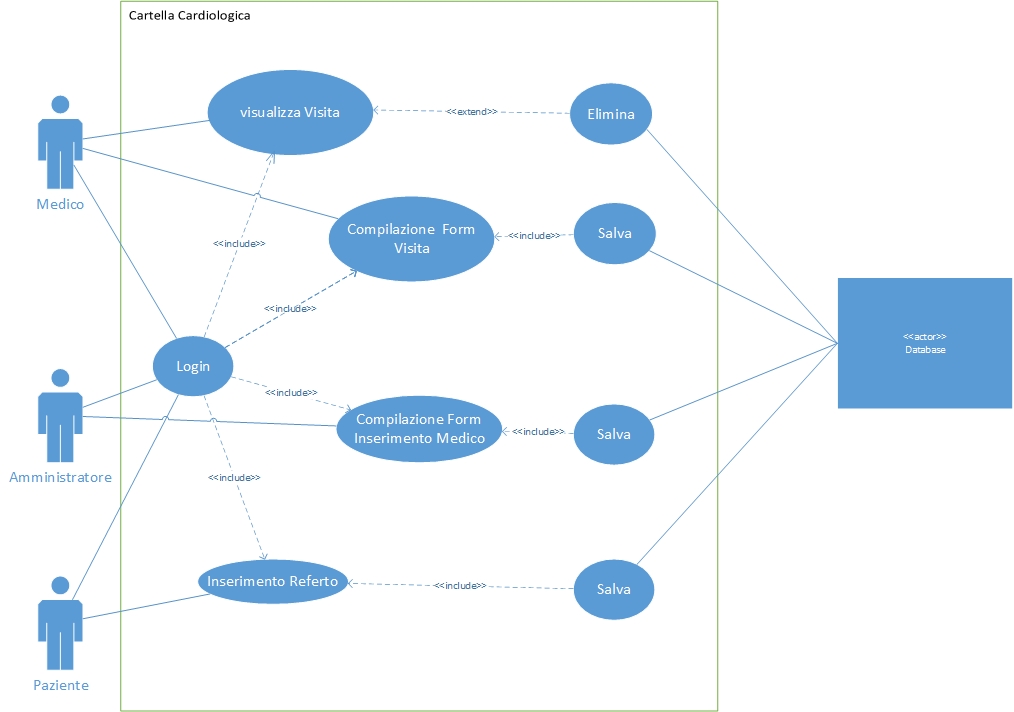 Cartella Cardiologica
visualizza Visita
<<extend>>
Elimina
Medico
Compilazione Form
Visita
<<include>>
Salva
<<include>>
<<include>>
<<actor>>
Database
Login
<<include>>
Compilazione Form
Inserimento Medico
<<include>>
Salva
Amministratore
<<include>>
Inserimento Referto
<<include>>
Salva
Paziente